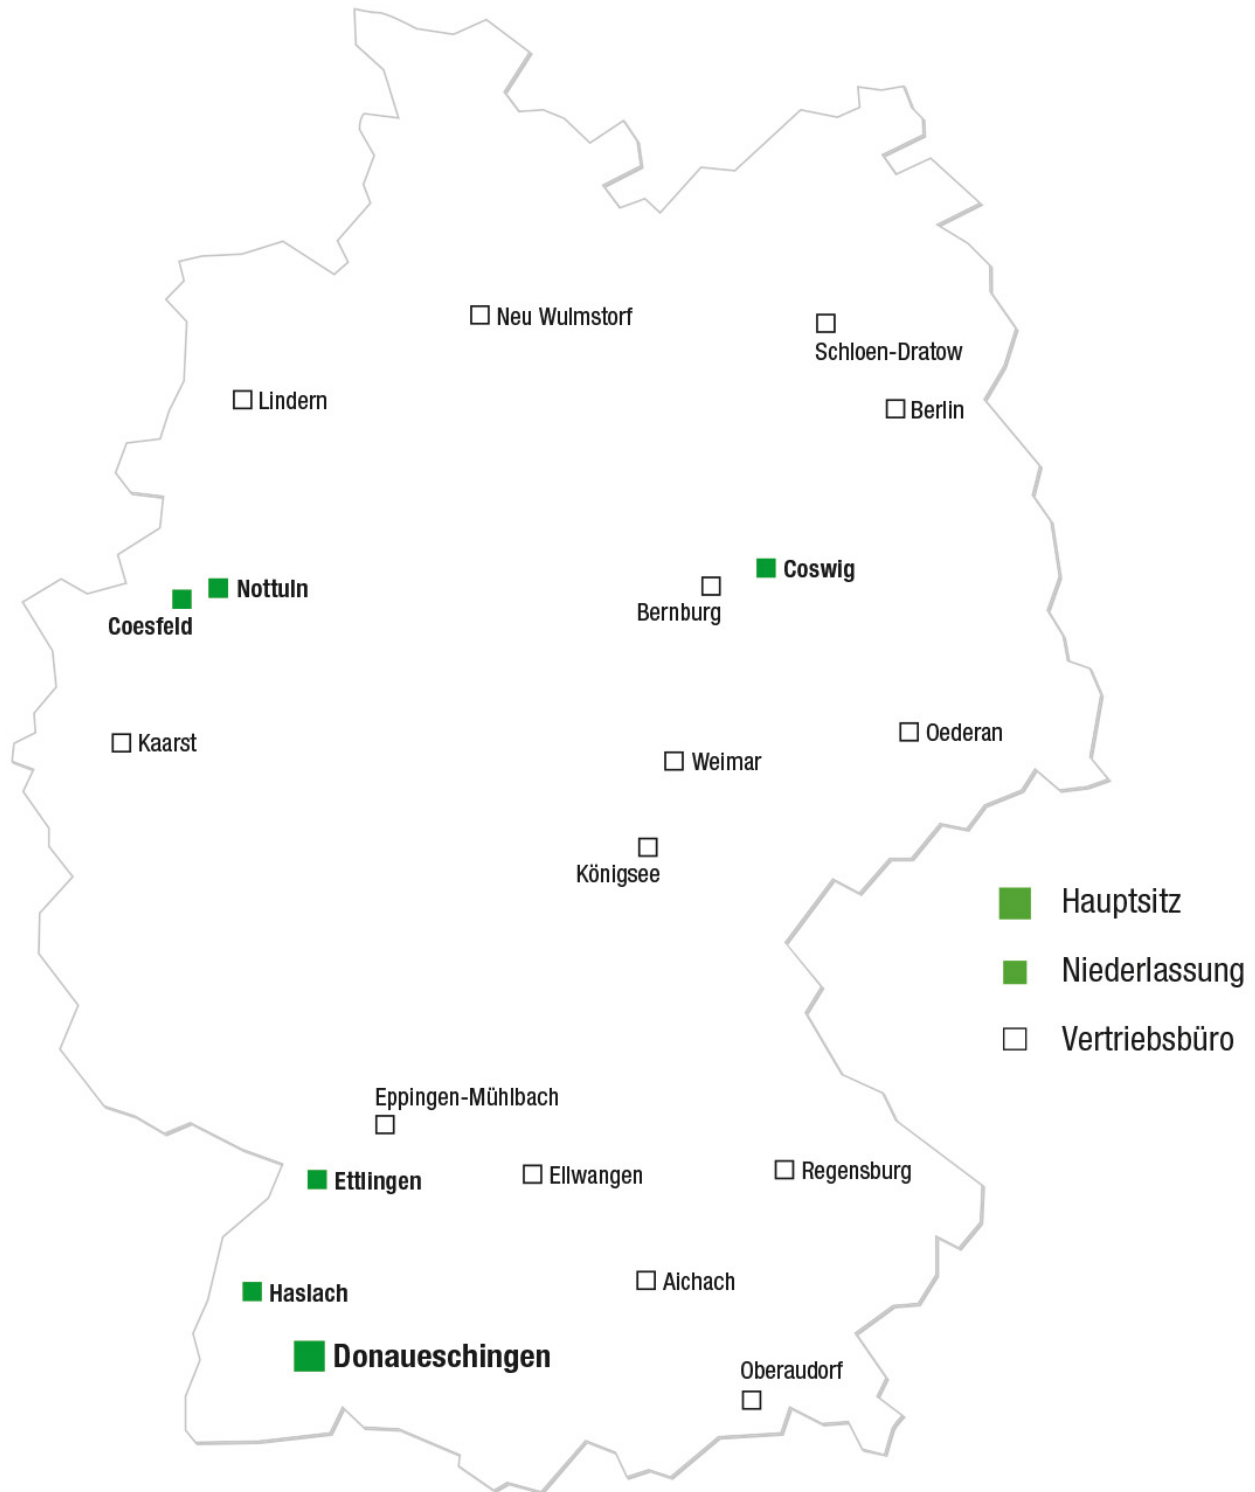 Neu Wulmstorf
Schloen-Dratow
Lindern
Berlin
Coswig
Nottuln
Bernburg
Coesfeld
Oederan
Kaarst
Weimar
Königsee
Hauptsitz
Niederlassung
Vertriebsbüro
Eppingen-Mühlbach
Ettlingen
Ellwangen
Regensburg
Haslach
Aichach
Donaueschingen
Oberaudorf